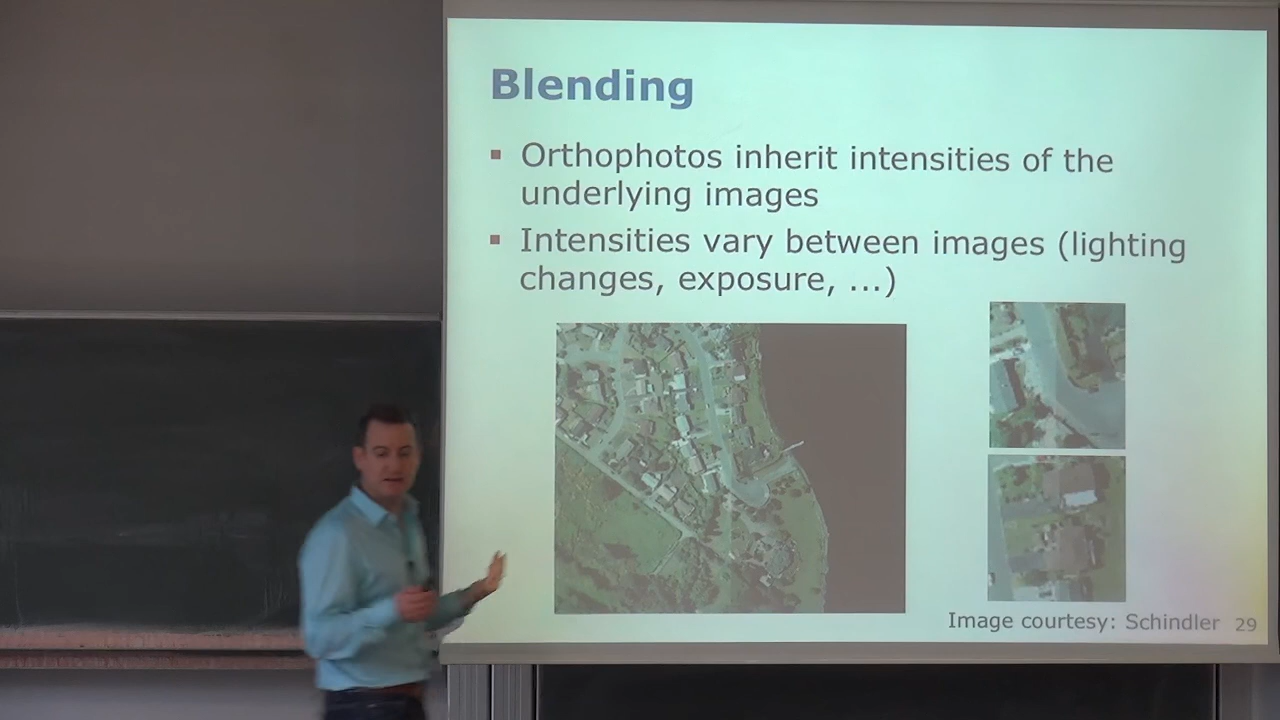 Blending
Orthophotos inherit intensities of the
underlying images
Intensities vary between images (lighting
changes, exposure, ...)
Image courtesy: Schindler 29